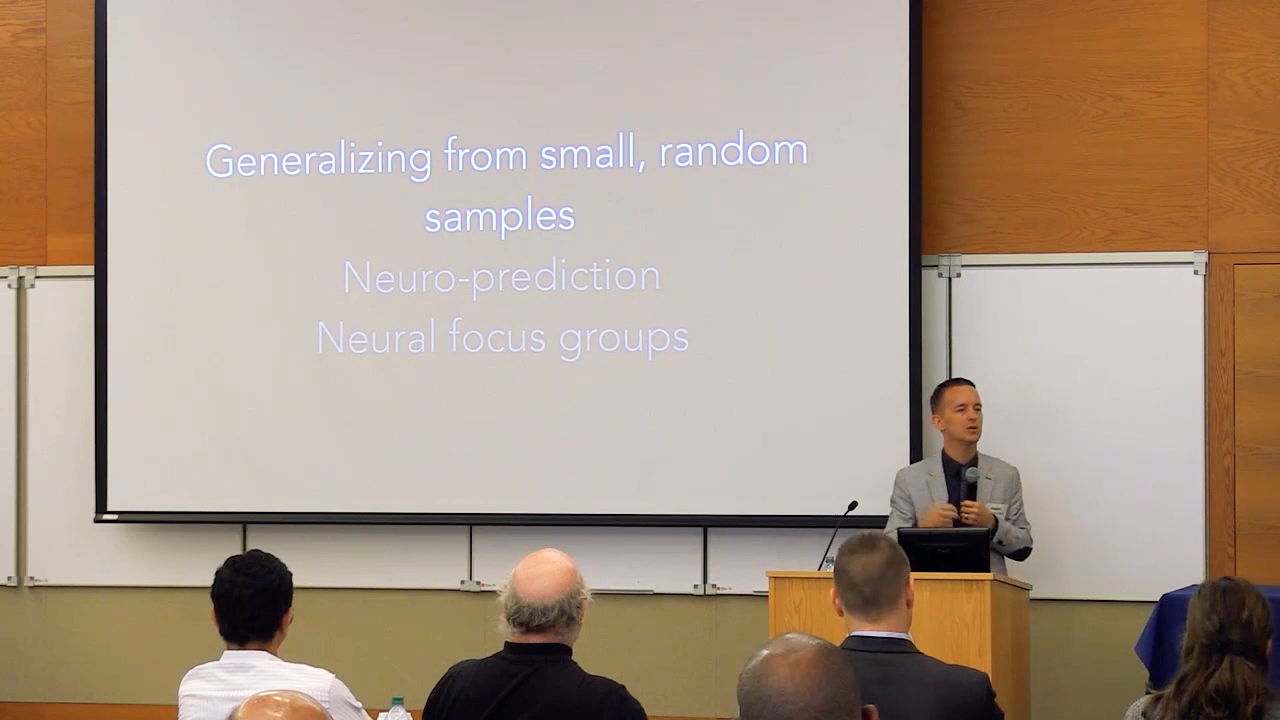 Generalizing from small, random
samples
Neuro-prediction
Neural focus groups